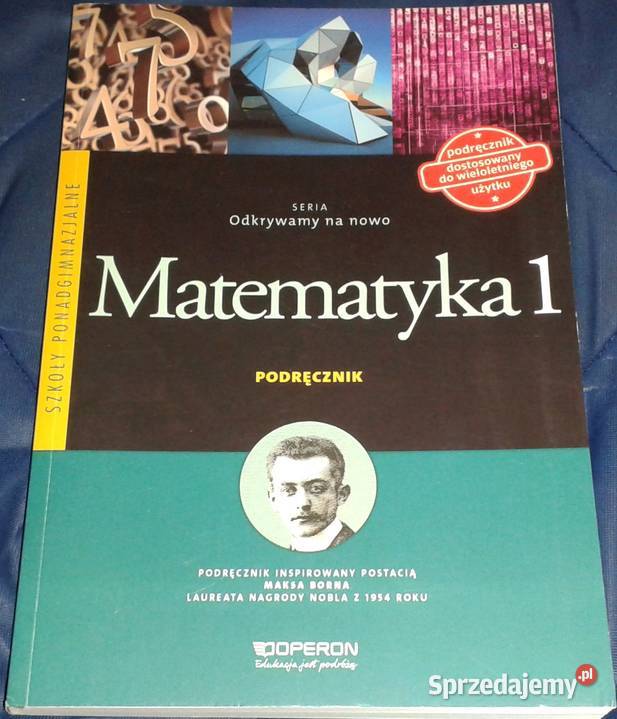 podręcznik
dostosowany
do wieloletniego
użytku
SZKOŁY PONADGIMNAZJALNE
SERIA
Odkrywamy na nowo
Matematyka 1
PODRĘCZNIK
PODRĘCZNIK INSPIROWANY POSTACIĄ
MAKSA BORNA
LAUREATA NAGRODY NOBLA Z 1954 ROKU
OPERON
Edukacja jest podróżą
Sprzedajemy.pl